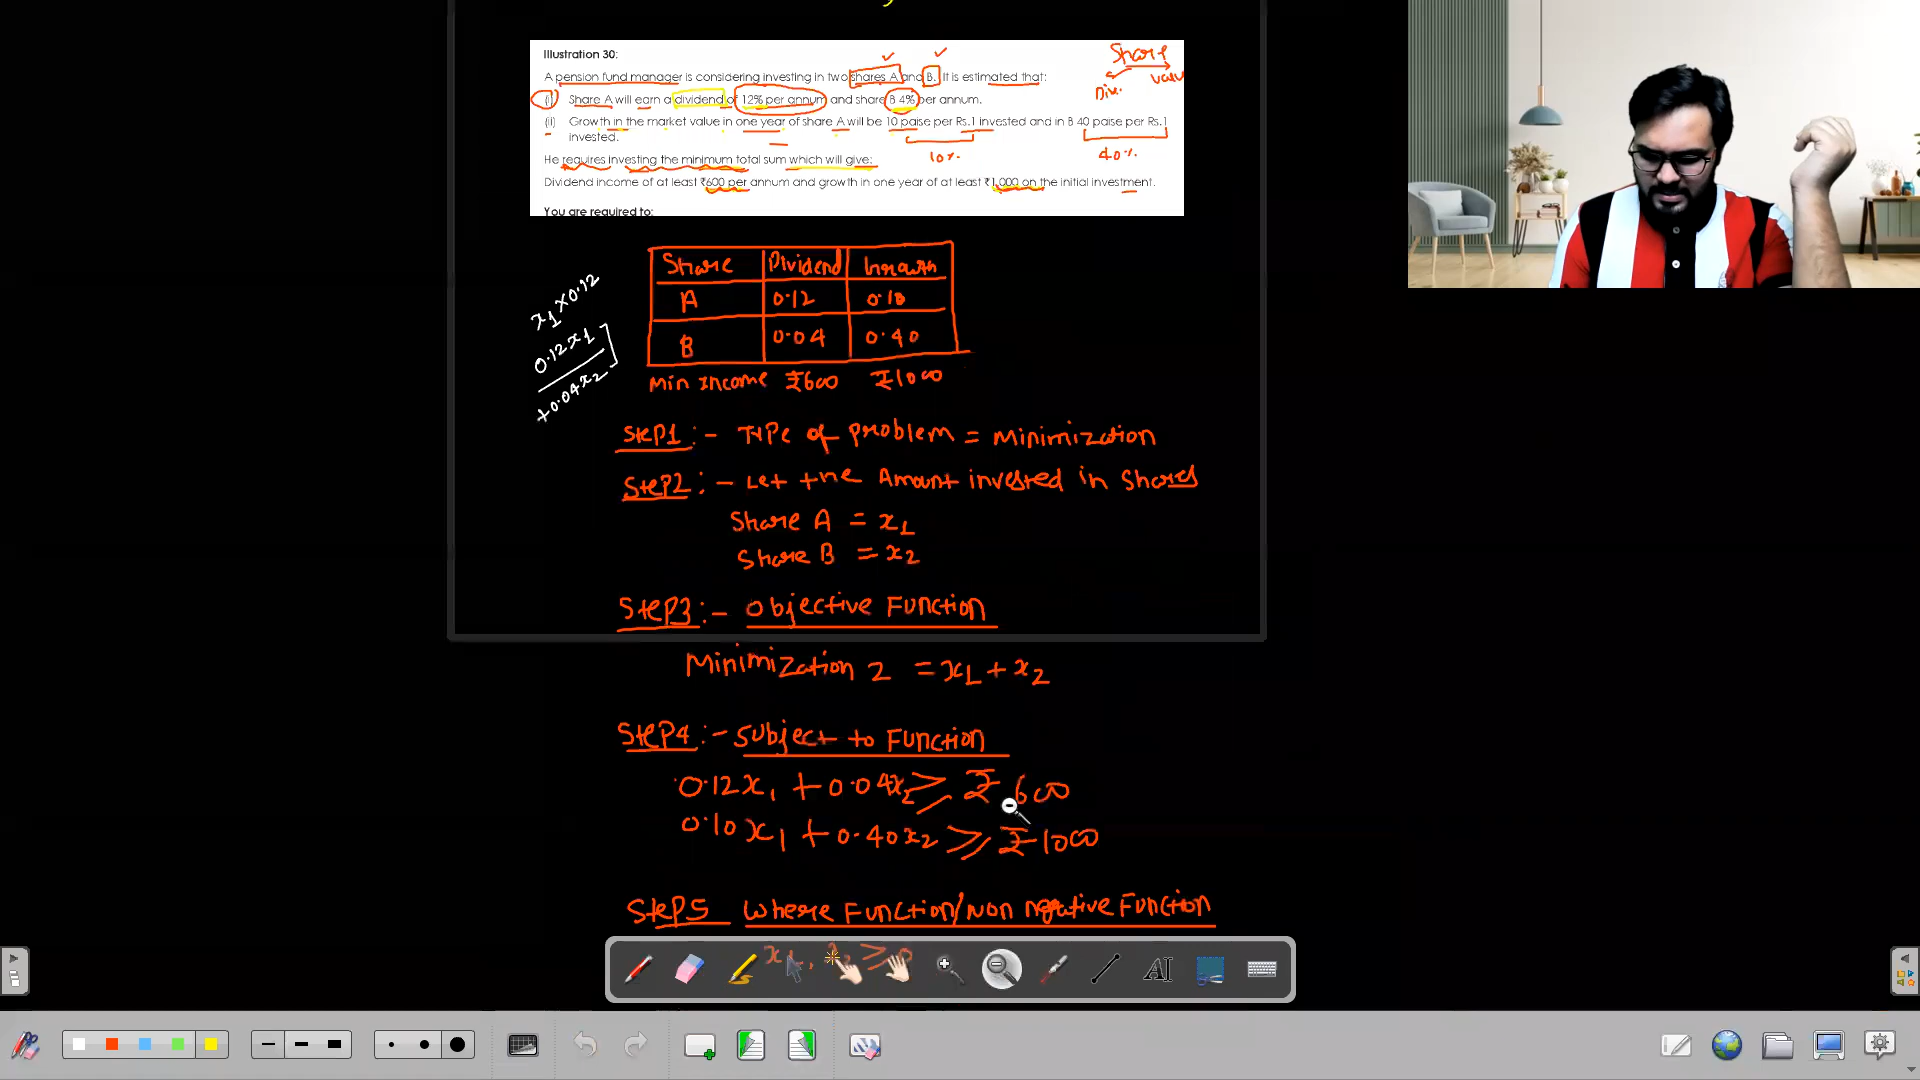 Illustration 30:
A pension fund manager is considering investing in two shares A and B. It is estimated that:
(i) Share A will earn a dividend of 12% per annum and share B 4% per annum.
(ii) Growth in the market value in one year of share A will be 10 paise per Rs.1 invested and in B 40 paise per Rs.1
invested.
He requires investing the minimum total sum which will give:
Dividend income of at least ₹600 per annum and growth in one year of at least ₹1,000 on the initial investment.
You are required to:
Share
Div. Value
10%
40%
Share Dividend Growth
A 0.12 0.10
B 0.04 0.40
Min Income ₹600 ₹1000
x1 × 0.12
0.12x1
+0.04x2
Step1 :- Type of problem = Minimization
Step2 :- Let the Amount invested in Shares
Share A = x1
Share B = x2
Step3 :- Objective Function
Minimization Z = x1 + x2
Step4 :- Subject to Function
0.12x1 + 0.04x2 ≥ ₹ 600
0.10x1 + 0.40x2 ≥ ₹1000
Step5 Where Function/Non negative Function
x1, x2 ≥ 0
AI